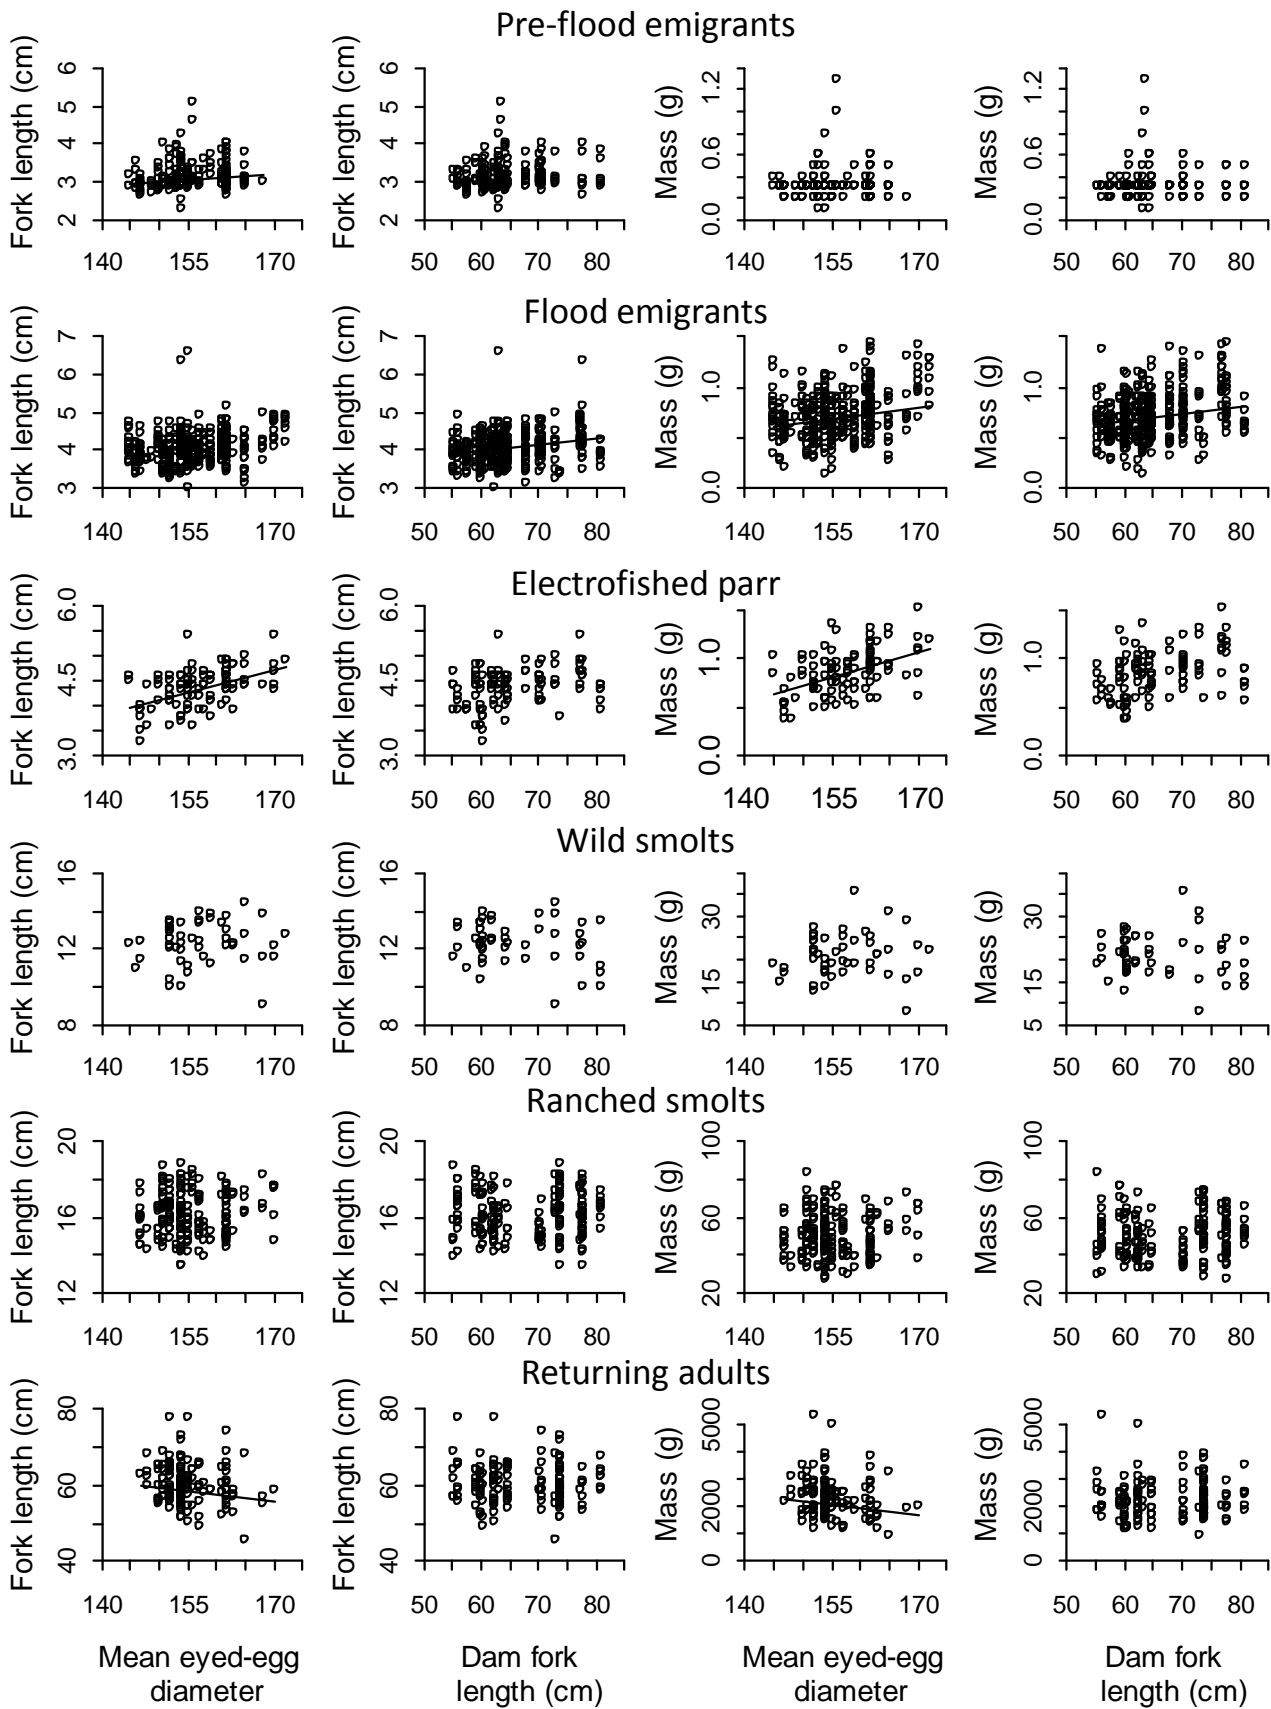 Pre-flood emigrants
Fork length (cm)
2 3 4 5 6
140 155 170
Fork length (cm)
2 3 4 5 6
50 60 70 80
Mass (g)
0.0 0.6 1.2
140 155 170
Mass (g)
0.0 0.6 1.2
50 60 70 80
Flood emigrants
Fork length (cm)
3 4 5 6 7
140 155 170
Fork length (cm)
3 4 5 6 7
50 60 70 80
Mass (g)
0.0 1.0
140 155 170
Mass (g)
0.0 1.0
50 60 70 80
Electrofished parr
Fork length (cm)
3.0 4.5 6.0
140 155 170
Fork length (cm)
3.0 4.5 6.0
50 60 70 80
Mass (g)
0.0 1.0
140 155 170
Mass (g)
0.0 1.0
50 60 70 80
Wild smolts
Fork length (cm)
8 12 16
140 155 170
Fork length (cm)
8 12 16
50 60 70 80
Mass (g)
5 15 30
140 155 170
Mass (g)
5 15 30
50 60 70 80
Ranched smolts
Fork length (cm)
12 16 20
140 155 170
Fork length (cm)
12 16 20
50 60 70 80
Mass (g)
20 60 100
140 155 170
Mass (g)
20 60 100
50 60 70 80
Returning adults
Fork length (cm)
40 60 80
140 155 170
Fork length (cm)
40 60 80
50 60 70 80
Mass (g)
0 2000 5000
140 155 170
Mass (g)
0 2000 5000
50 60 70 80
Mean eyed-egg
diameter
Dam fork
length (cm)
Mean eyed-egg
diameter
Dam fork
length (cm)